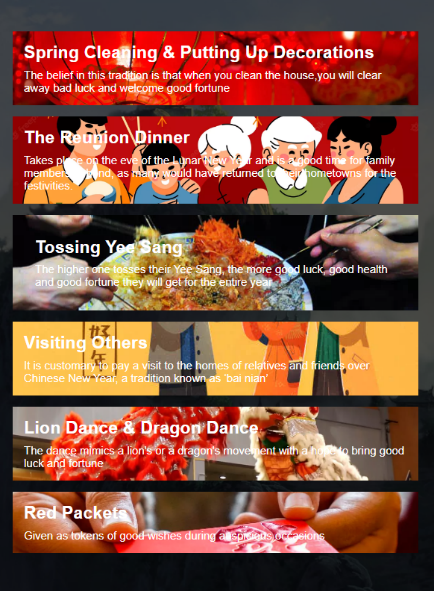 Spring Cleaning & Putting Up Decorations
The belief in this tradition is that when you clean the house,you will clear
away bad luck and welcome good fortune
The Reunion Dinner
Takes place on the eve of the Lunar New Year and is a good time for family
members to bond, as many would have returned to their hometowns for the
festivities.
Tossing Yee Sang
The higher one tosses their Yee Sang, the more good luck, good health
and good fortune they will get for the entire year
Visiting Others
好
年
It is customary to pay a visit to the homes of relatives and friends over
Chinese New Year, a tradition known as 'bai nian'
Lion Dance & Dragon Dance
The dance mimics a lion's or a dragon's movement with a hope to bring good
luck and fortune
Red Packets
Given as tokens of good wishes during auspicious occasions